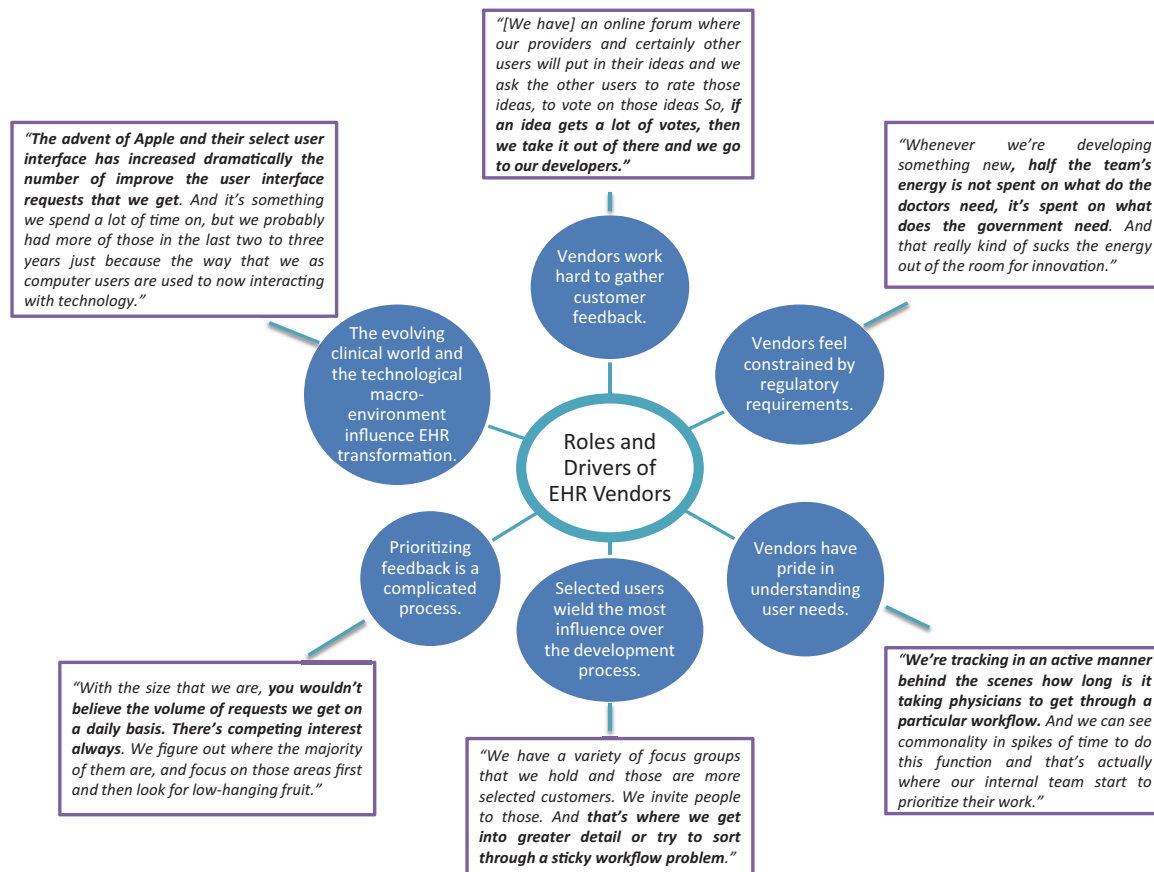 “[We have] an online forum where
our providers and certainly other
users will put in their ideas and we
ask the other users to rate those
ideas, to vote on those ideas So, if
an idea gets a lot of votes, then
we take it out of there and we go
to our developers.”
“The advent of Apple and their select user
interface has increased dramatically the
number of improve the user interface
requests that we get. And it’s something
we spend a lot of time on, but we probably
had more of those in the last two to three
years just because the way that we as
computer users are used to now interacting
with technology.”
“Whenever we’re developing
something new, half the team’s
energy is not spent on what do the
doctors need, it’s spent on what
does the government need. And
that really kind of sucks the energy
out of the room for innovation.”
Vendors work
hard to gather
customer
feedback.
The evolving
clinical world and
the technological
macro-
environment
influence EHR
transformation.
Vendors feel
constrained by
regulatory
requirements.
Roles and
Drivers of
EHR Vendors
Prioritizing
feedback is a
complicated
process.
Selected users
wield the most
influence over
the development
process.
Vendors have
pride in
understanding
user needs.
“With the size that we are, you wouldn’t
believe the volume of requests we get on
a daily basis. There’s competing interest
always. We figure out where the majority
of them are, and focus on those areas first
and then look for low-hanging fruit.”
“We have a variety of focus groups
that we hold and those are more
selected customers. We invite people
to those. And that’s where we get
into greater detail or try to sort
through a sticky workflow problem.”
“We’re tracking in an active manner
behind the scenes how long is it
taking physicians to get through a
particular workflow. And we can see
commonality in spikes of time to do
this function and that’s actually
where our internal team start to
prioritize their work.”